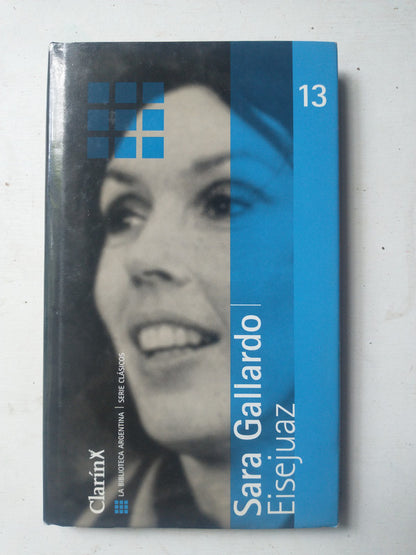 13
Sara Gallardo
Eisejuaz
Clarín
LA BIBLIOTECA ARGENTINA | SERIE CLÁSICOS